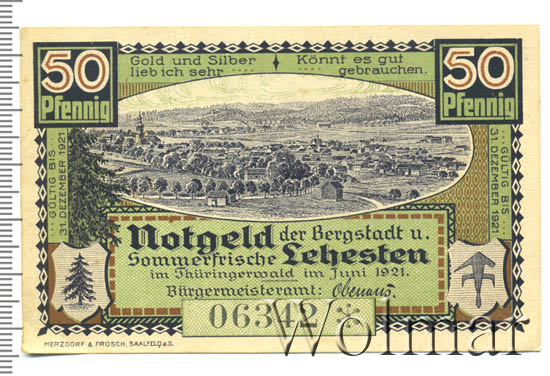 50
Pfennig
Gold und Silber
lieb ich sehr ....
Könnt es gut
.... gebrauchen.
50
Pfennig
··· GÜLTIG BIS ···
31. DEZEMBER 1921
··· GÜLTIG BIS ···
31. DEZEMBER 1921
Notgeld der Bergstadt u.
Sommerfrische Lehesten
im Thüringerwald im Juni 1921.
Bürgermeisteramt:
06342 *
MERZDORF & FROSCH, SAALFELD a.S.
Wolmar